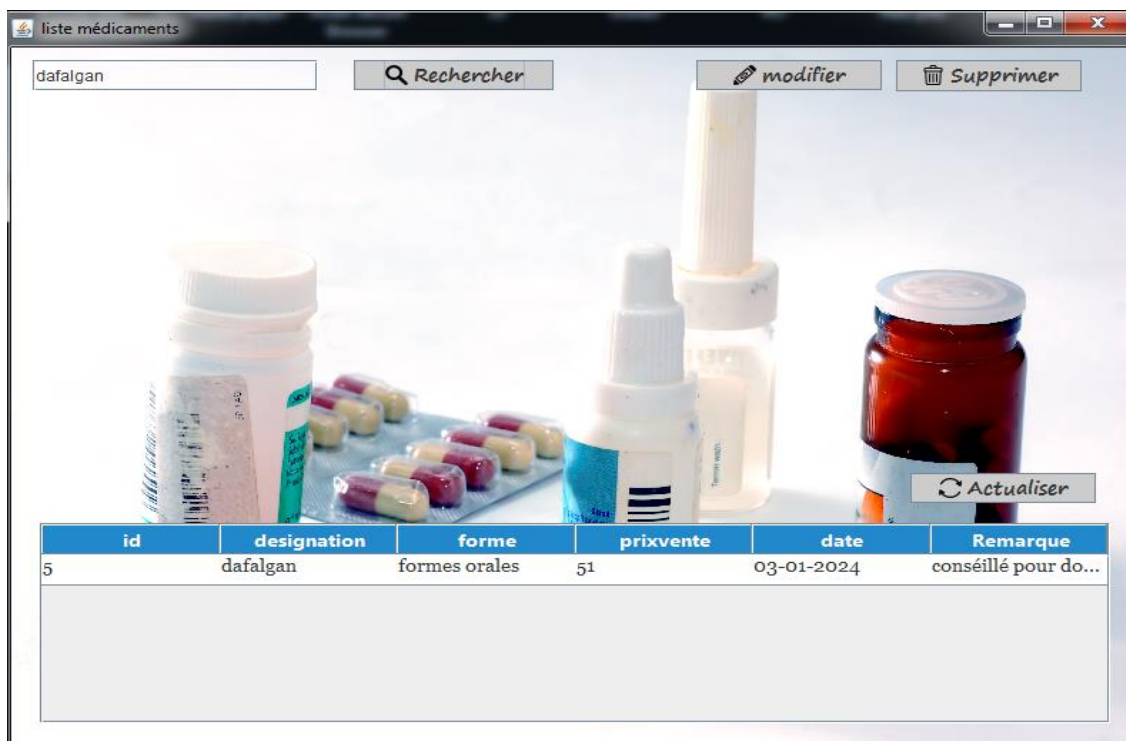 liste médicaments
dafalgan
Rechercher
modifier
Supprimer
Actualiser
id designation forme prixvente date Remarque
5 dafalgan formes orales 51 03-01-2024 conséillé pour do...